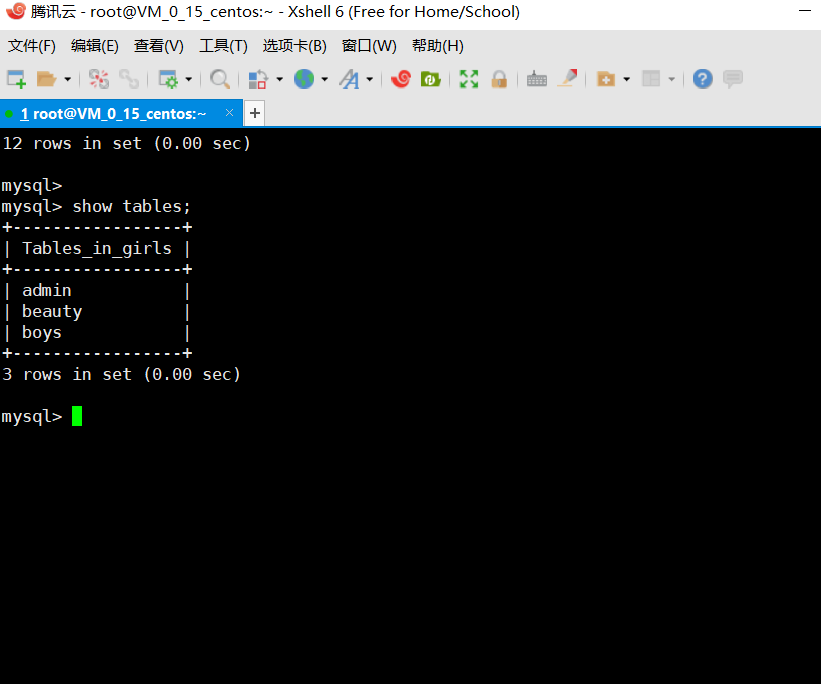 腾讯云 - root@VM_0_15_centos:~ - Xshell 6 (Free for Home/School)
文件(F) 编辑(E) 查看(V) 工具(T) 选项卡(B) 窗口(W) 帮助(H)
1 root@VM_0_15_centos:~ × +
12 rows in set (0.00 sec)
mysql>
mysql> show tables;
+-----------------+
| Tables_in_girls |
+-----------------+
| admin           |
| beauty          |
| boys            |
+-----------------+
3 rows in set (0.00 sec)
mysql>